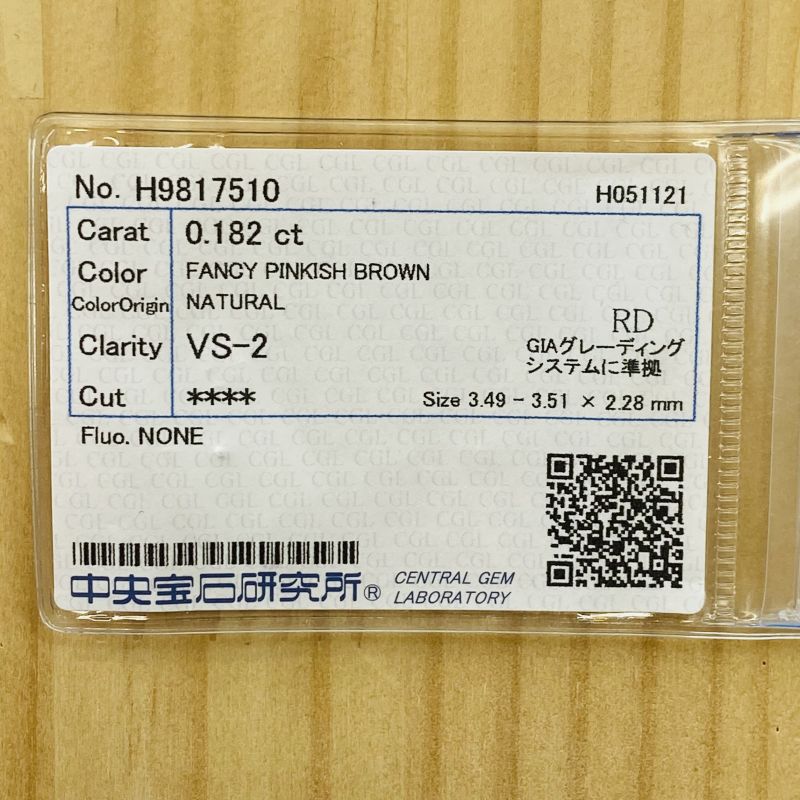 No. H9817510 H051121
Carat 0.182 ct
Color FANCY PINKISH BROWN
ColorOrigin NATURAL
Clarity VS-2
RD
GIAグレーディング
システムに準拠
Cut **** Size 3.49 - 3.51 × 2.28 mm
Fluo. NONE
中央宝石研究所® CENTRAL GEM
LABORATORY